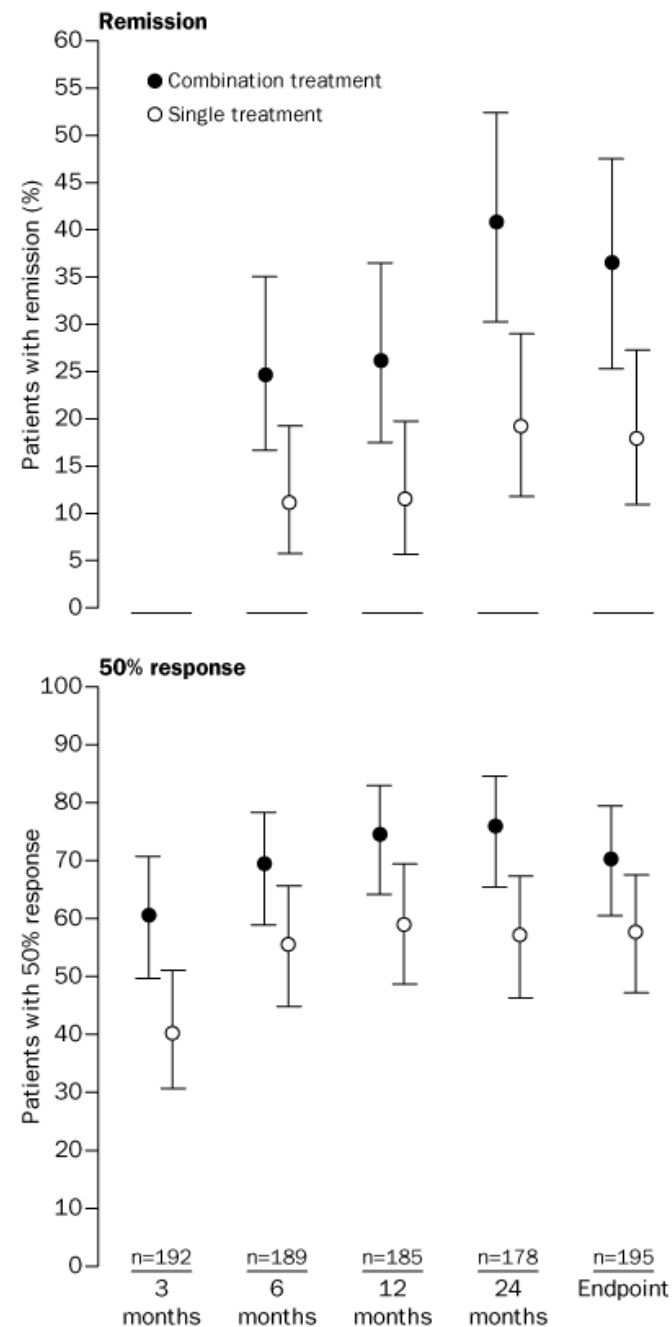 Remission
60
55
50
45
40
35
30
25
20
15
10
5
0
Patients with remission (%)
Combination treatment
Single treatment
50% response
100
90
80
70
60
50
40
30
20
10
0
Patients with 50% response
n=192 n=189 n=185 n=178 n=195
3 6 12 24 Endpoint
months months months months